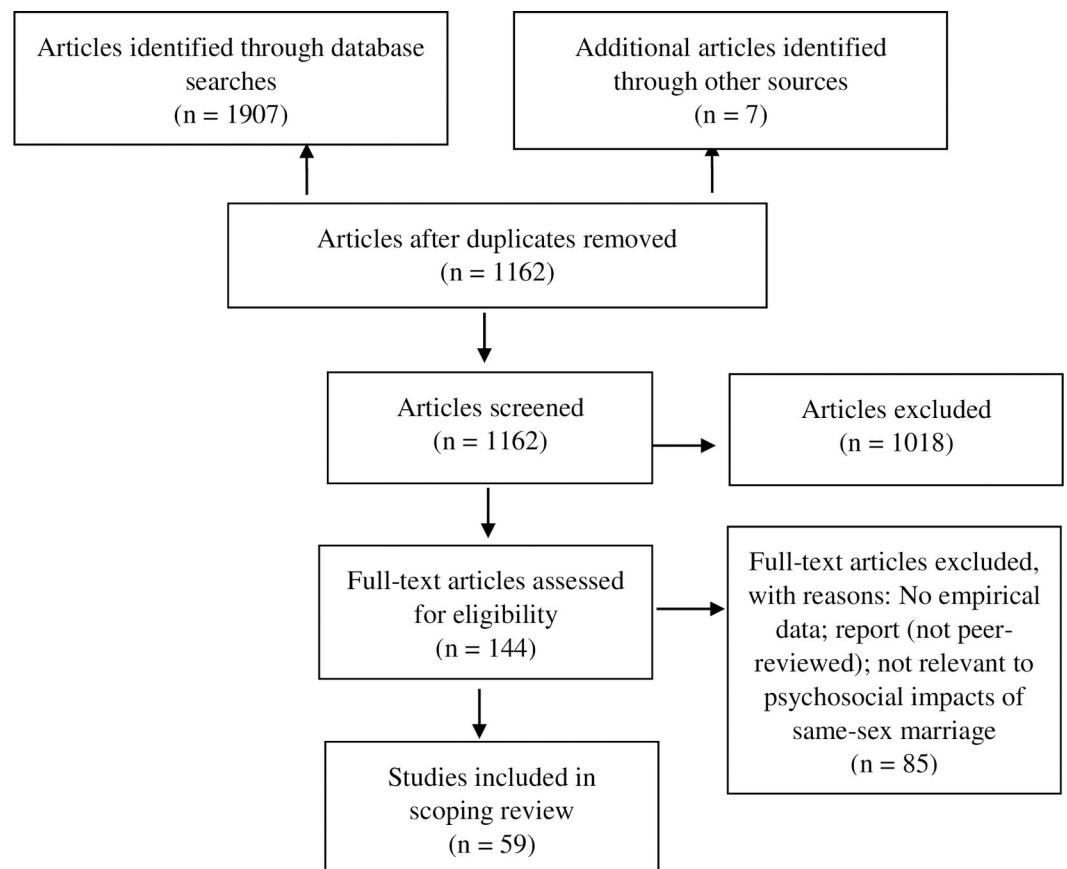 Articles identified through database
searches
(n = 1907)
Additional articles identified
through other sources
(n = 7)
Articles after duplicates removed
(n = 1162)
Articles screened
(n = 1162)
Articles excluded
(n = 1018)
Full-text articles assessed
for eligibility
(n = 144)
Full-text articles excluded,
with reasons: No empirical
data; report (not peer-
reviewed); not relevant to
psychosocial impacts of
same-sex marriage
(n = 85)
Studies included in
scoping review
(n = 59)